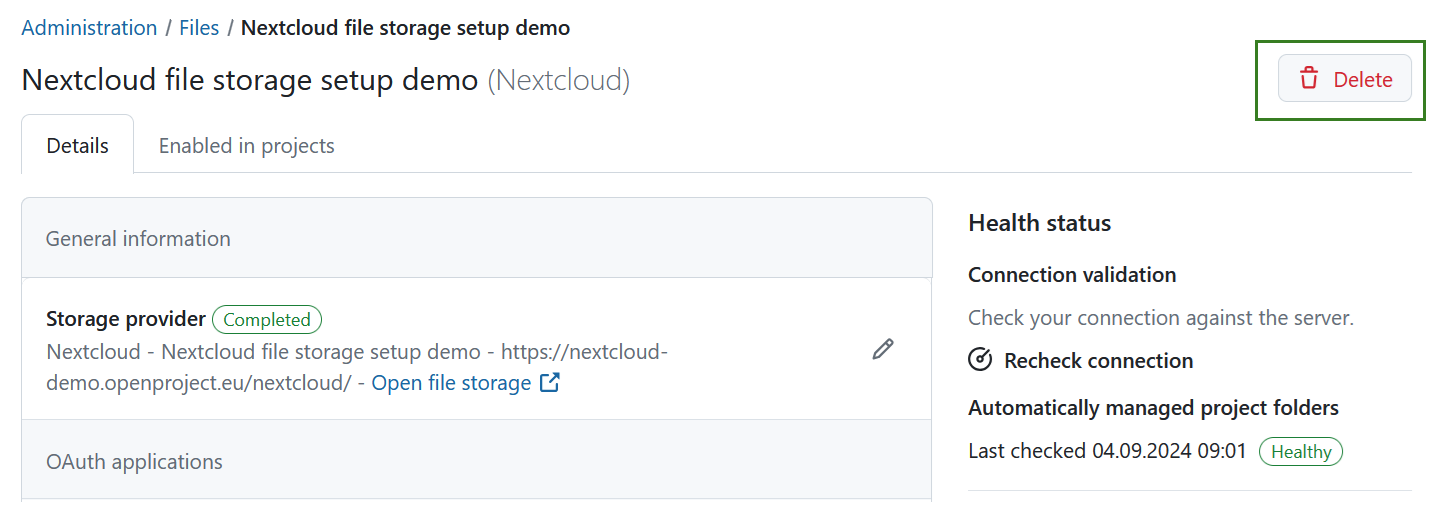 Administration / Files / Nextcloud file storage setup demo
Nextcloud file storage setup demo (Nextcloud)
Delete
Details
Enabled in projects
General information
Storage provider Completed
Nextcloud - Nextcloud file storage setup demo - https://nextcloud-
demo.openproject.eu/nextcloud/ - Open file storage
OAuth applications
Health status
Connection validation
Check your connection against the server.
Recheck connection
Automatically managed project folders
Last checked 04.09.2024 09:01 Healthy